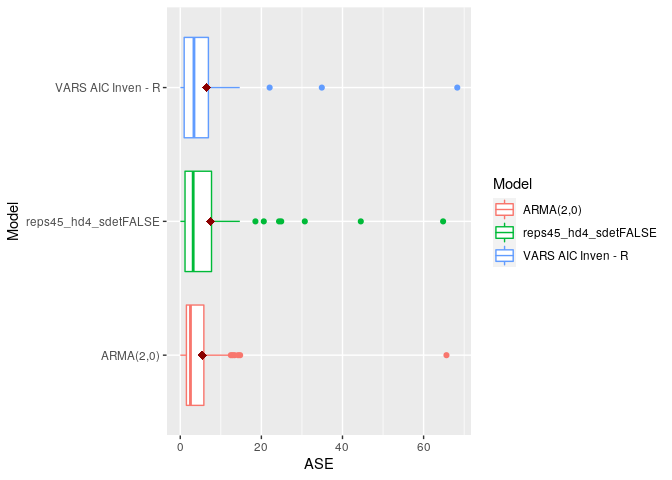 VARS AIC Inven - R
reps45_hd4_sdetFALSE
ARMA(2,0)
Model
0 20 40 60
ASE
Model
ARMA(2,0)
reps45_hd4_sdetFALSE
VARS AIC Inven - R